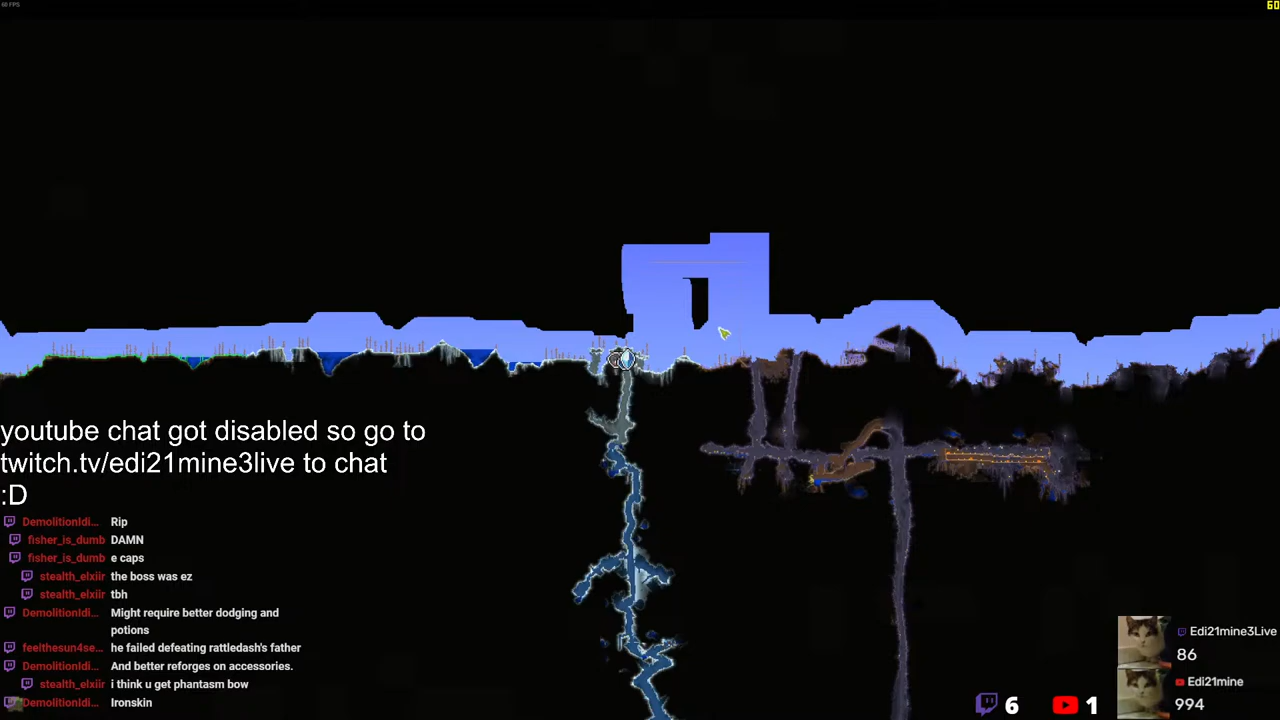 60 FPS
60
youtube chat got disabled so go to
twitch.tv/edi21mine3live to chat
:D
DemolitionIdi... Rip
fisher_is_dumb DAMN
fisher_is_dumb e caps
stealth_elxiir the boss was ez
stealth_elxiir tbh
DemolitionIdi... Might require better dodging and
potions
feelthesun4se... he failed defeating rattledash's father
DemolitionIdi... And better reforges on accessories.
stealth_elxiir i think u get phantasm bow
DemolitionIdi... Ironskin
Edi21mine3Live
86
Edi21mine
994
6 1